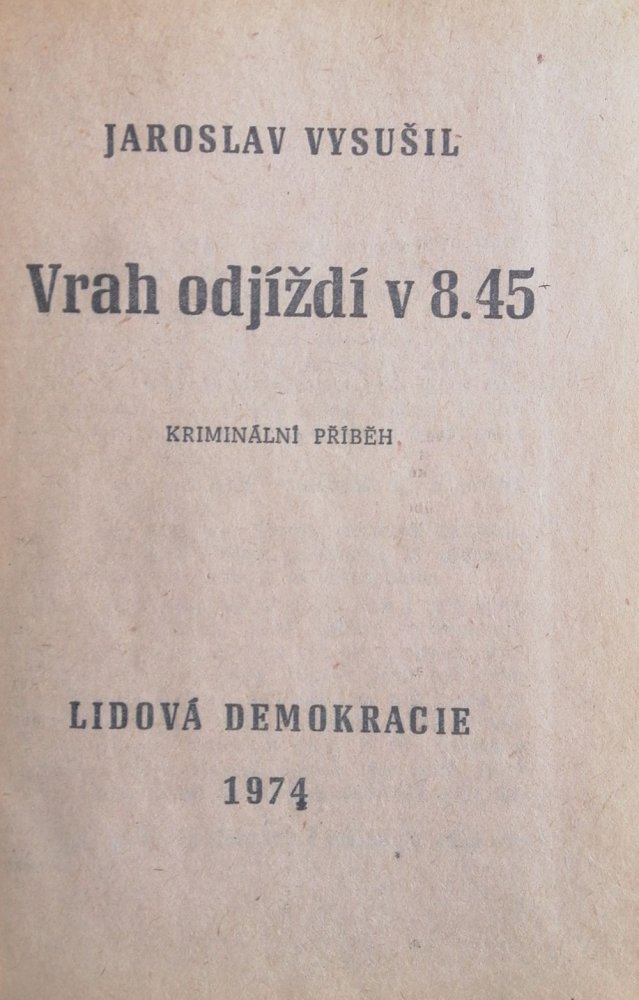 JAROSLAV VYSUŠIL
Vrah odjíždí v 8.45
KRIMINÁLNÍ PŘÍBĚH
LIDOVÁ DEMOKRACIE
1974